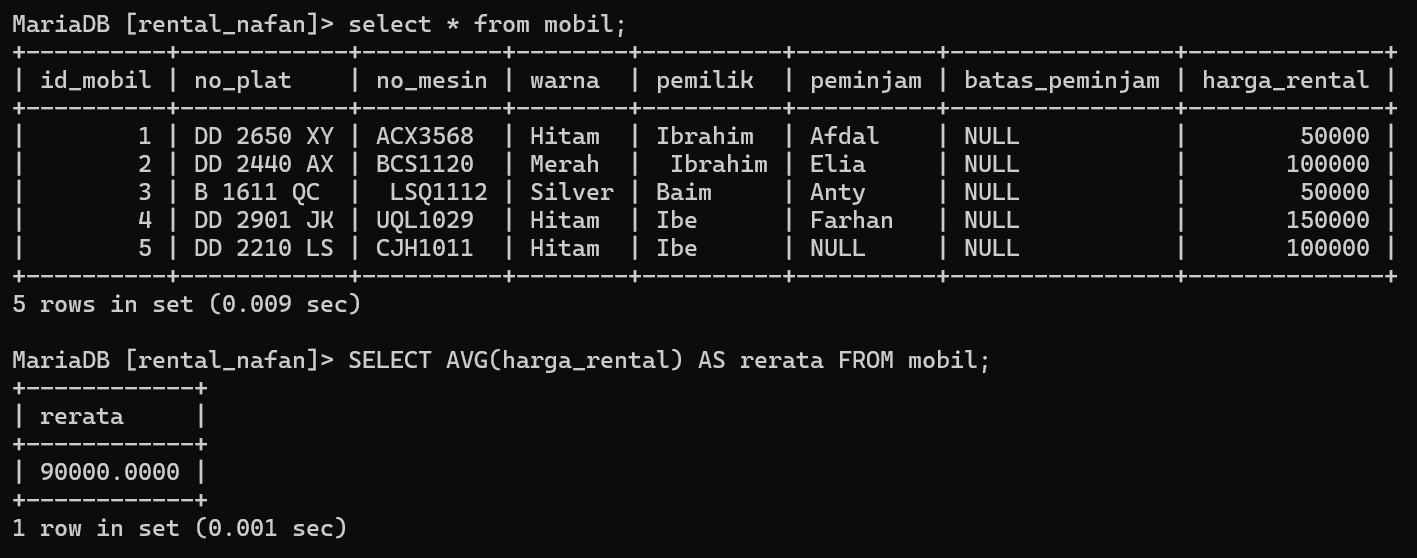 MariaDB [rental_nafan]> select * from mobil;
+----------+-------------+----------+--------+----------+----------+----------------+--------------+
| id_mobil | no_plat     | no_mesin | warna  | pemilik  | peminjam | batas_peminjam | harga_rental |
+----------+-------------+----------+--------+----------+----------+----------------+--------------+
|        1 | DD 2650 XY | ACX3568  | Hitam  | Ibrahim  | Afdal    | NULL           |        50000 |
|        2 | DD 2440 AX | BCS1120  | Merah  |  Ibrahim | Elia     | NULL           |       100000 |
|        3 | B 1611 QC  |  LSQ1112 | Silver | Baim     | Anty     | NULL           |        50000 |
|        4 | DD 2901 JK | UQL1029  | Hitam  | Ibe      | Farhan   | NULL           |       150000 |
|        5 | DD 2210 LS | CJH1011  | Hitam  | Ibe      | NULL     | NULL           |       100000 |
+----------+-------------+----------+--------+----------+----------+----------------+--------------+
5 rows in set (0.009 sec)
MariaDB [rental_nafan]> SELECT AVG(harga_rental) AS rerata FROM mobil;
+------------+
| rerata     |
+------------+
| 90000.0000 |
+------------+
1 row in set (0.001 sec)